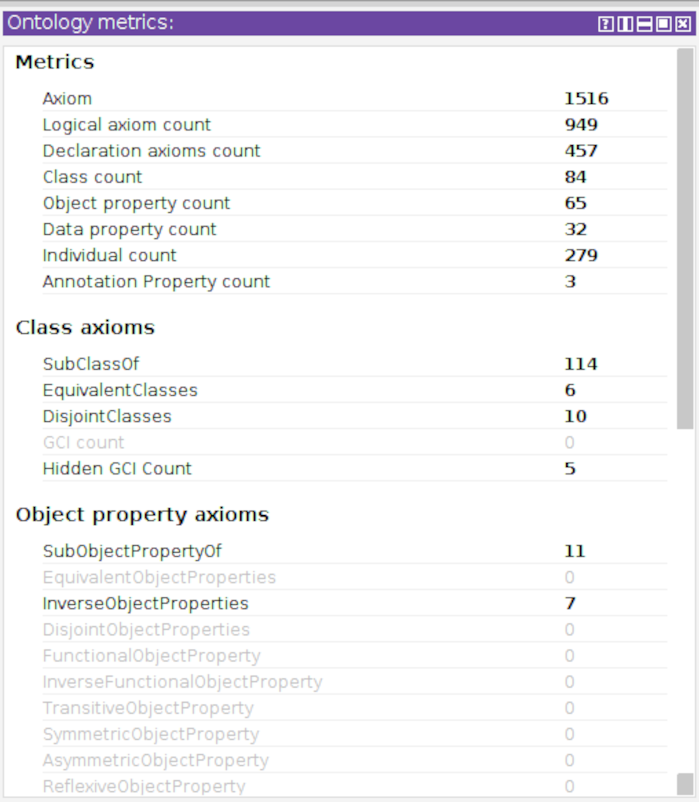 Ontology metrics:
Metrics
Axiom 1516
Logical axiom count 949
Declaration axioms count 457
Class count 84
Object property count 65
Data property count 32
Individual count 279
Annotation Property count 3
Class axioms
SubClassOf 114
EquivalentClasses 6
DisjointClasses 10
GCI count 0
Hidden GCI Count 5
Object property axioms
SubObjectPropertyOf 11
EquivalentObjectProperties 0
InverseObjectProperties 7
DisjointObjectProperties 0
FunctionalObjectProperty 0
InverseFunctionalObjectProperty 0
TransitiveObjectProperty 0
SymmetricObjectProperty 0
AsymmetricObjectProperty 0
ReflexiveObjectProperty 0